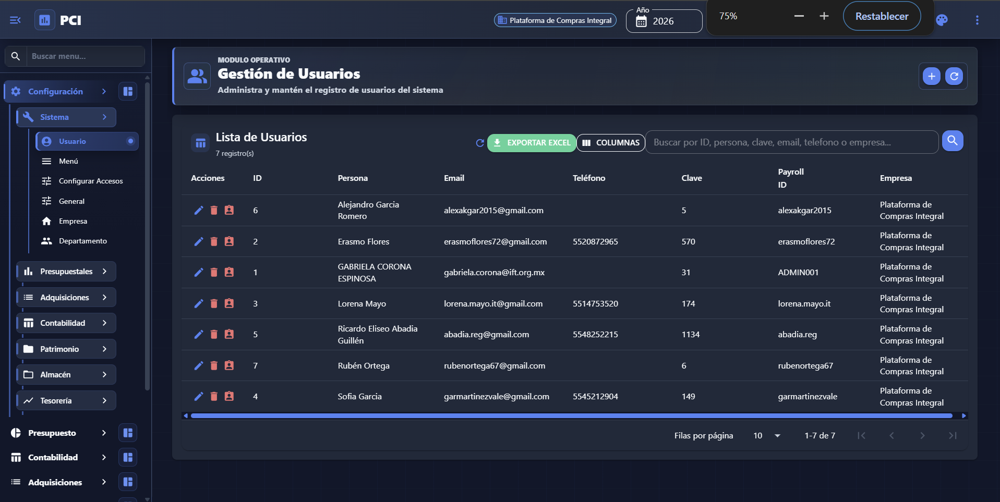 PCI
Plataforma de Compras Integral
Año
2026
75%
Restablecer
Buscar menu...
Configuración
Sistema
Usuario
Menú
Configurar Accesos
General
Empresa
Departamento
Presupuestales
Adquisiciones
Contabilidad
Patrimonio
Almacén
Tesorería
Presupuesto
Contabilidad
Adquisiciones
MODULO OPERATIVO
Gestión de Usuarios
Administra y mantén el registro de usuarios del sistema
Lista de Usuarios
7 registro(s)
EXPORTAR EXCEL
COLUMNAS
Buscar por ID, persona, clave, email, telefono o empresa...
Acciones ID Persona Email Teléfono Clave Payroll ID Empresa
6 Alejandro Garcia Romero alexakgar2015@gmail.com 5 alexakgar2015 Plataforma de Compras Integral
2 Erasmo Flores erasmoflores72@gmail.com 5520872965 570 erasmoflores72 Plataforma de Compras Integral
1 GABRIELA CORONA ESPINOSA gabriela.corona@ift.org.mx 31 ADMIN001 Plataforma de Compras Integral
3 Lorena Mayo lorena.mayo.it@gmail.com 5514753520 174 lorena.mayo.it Plataforma de Compras Integral
5 Ricardo Eliseo Abadia Guillén abadia.reg@gmail.com 5548252215 1134 abadia.reg Plataforma de Compras Integral
7 Rubén Ortega rubenortega67@gmail.com 6 rubenortega67 Plataforma de Compras Integral
4 Sofia Garcia garmartinezvale@gmail.com 5545212904 149 garmartinezvale Plataforma de Compras Integral
Filas por página 10 1-7 de 7